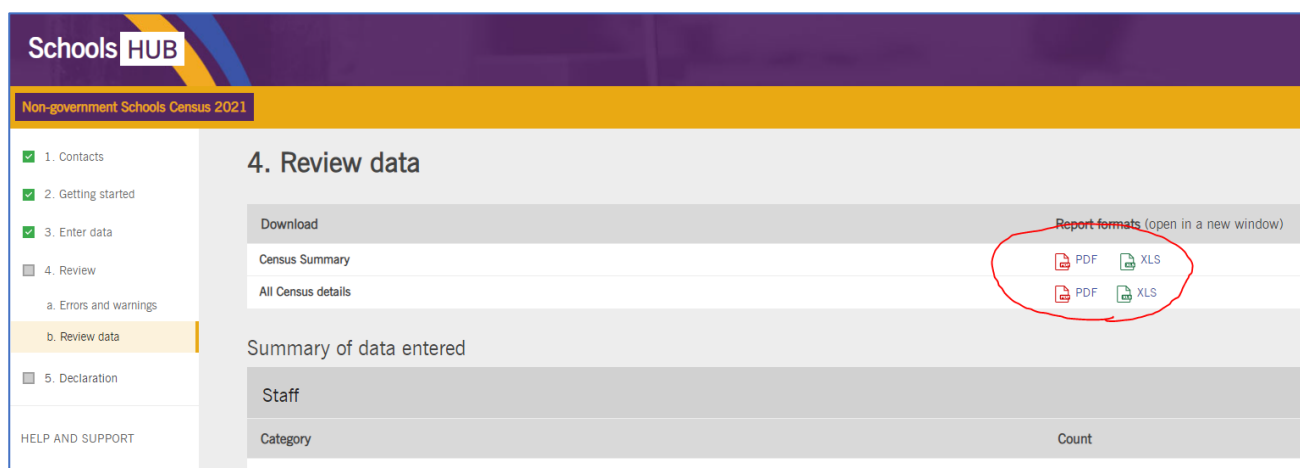 Schools HUB
Non-government Schools Census 2021
1. Contacts
2. Getting started
3. Enter data
4. Review
a. Errors and warnings
b. Review data
5. Declaration
HELP AND SUPPORT
4. Review data
Download Report formats (open in a new window)
Census Summary PDF XLS
All Census details PDF XLS
Summary of data entered
Staff
Category Count